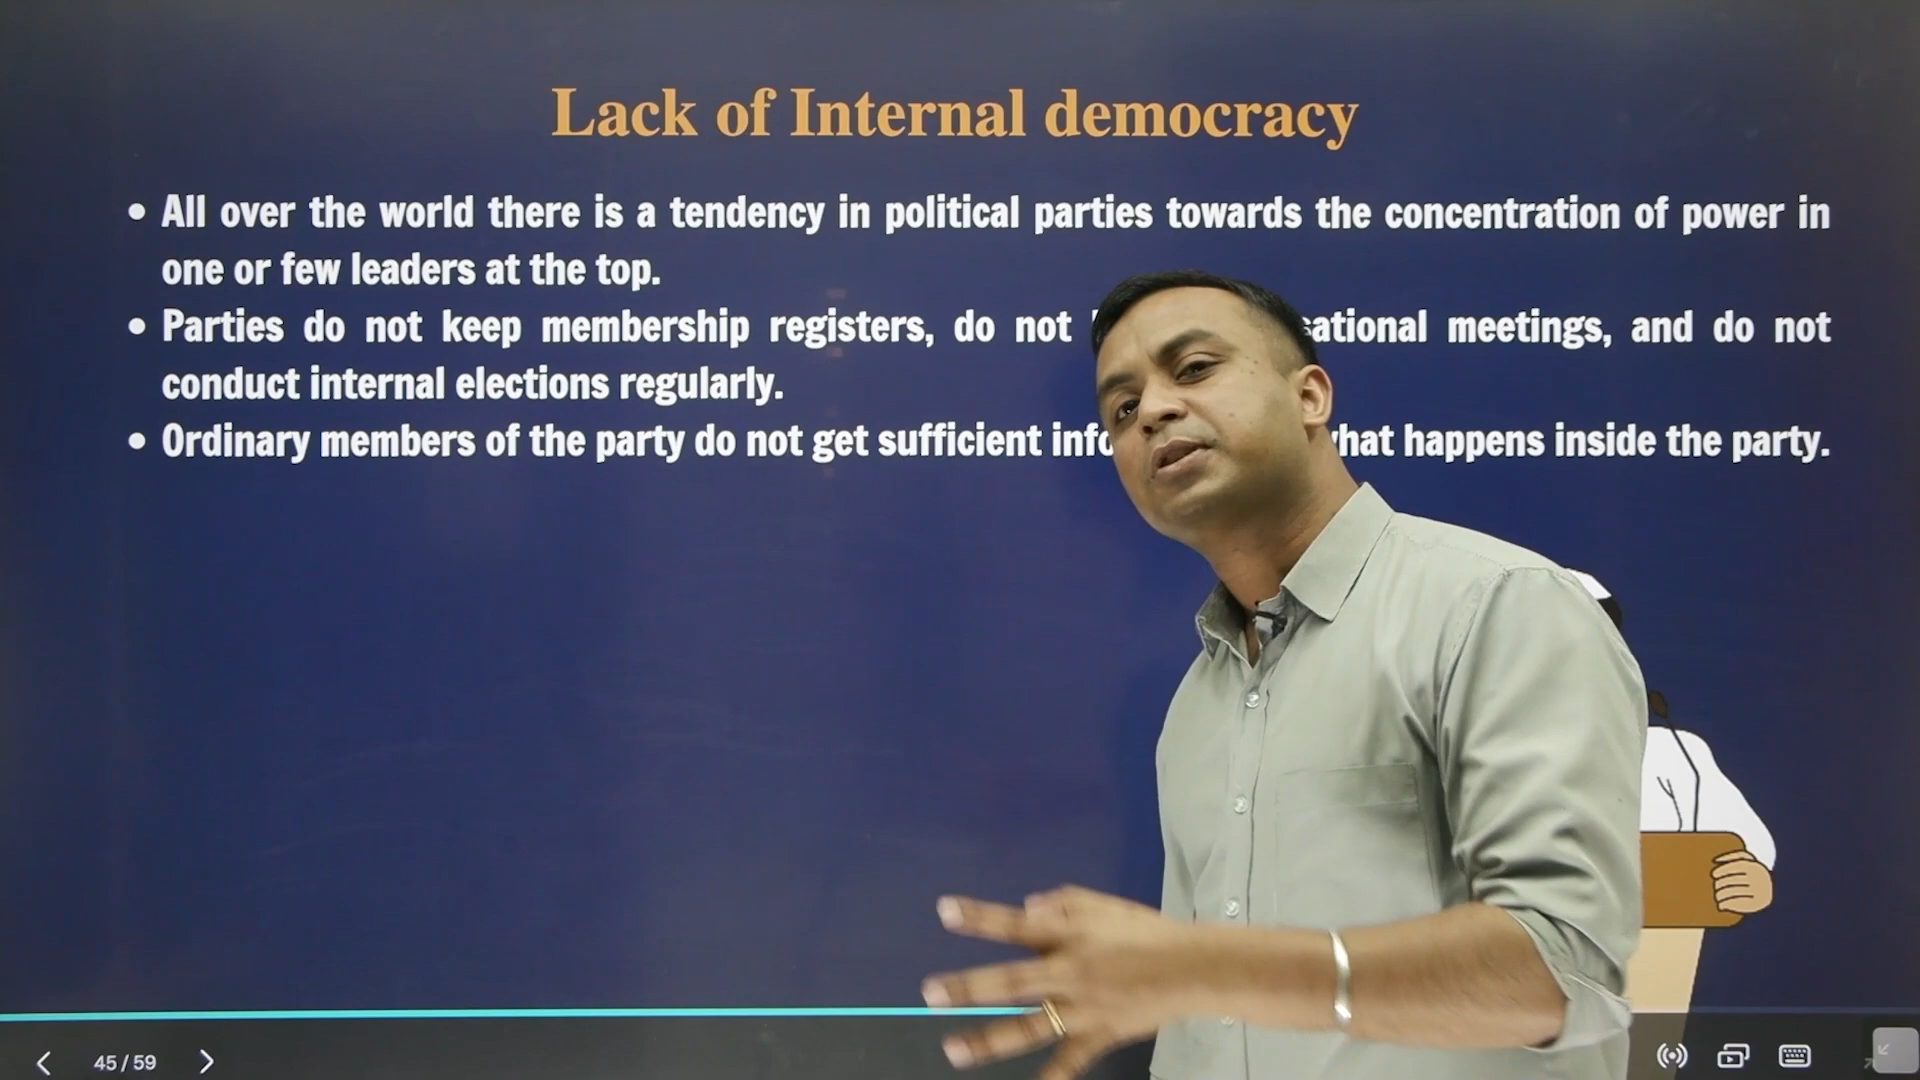 Lack of Internal democracy
• All over the world there is a tendency in political parties towards the concentration of power in
one or few leaders at the top.
• Parties do not keep membership registers, do not sational meetings, and do not
conduct internal elections regularly.
• Ordinary members of the party do not get sufficient info what happens inside the party.
45 / 59